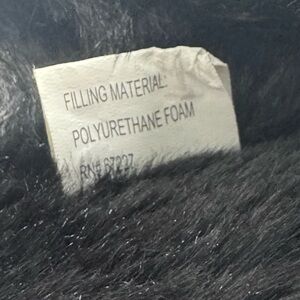 FILLING MATERIAL:
POLYURETHANE FOAM
RN# 67297